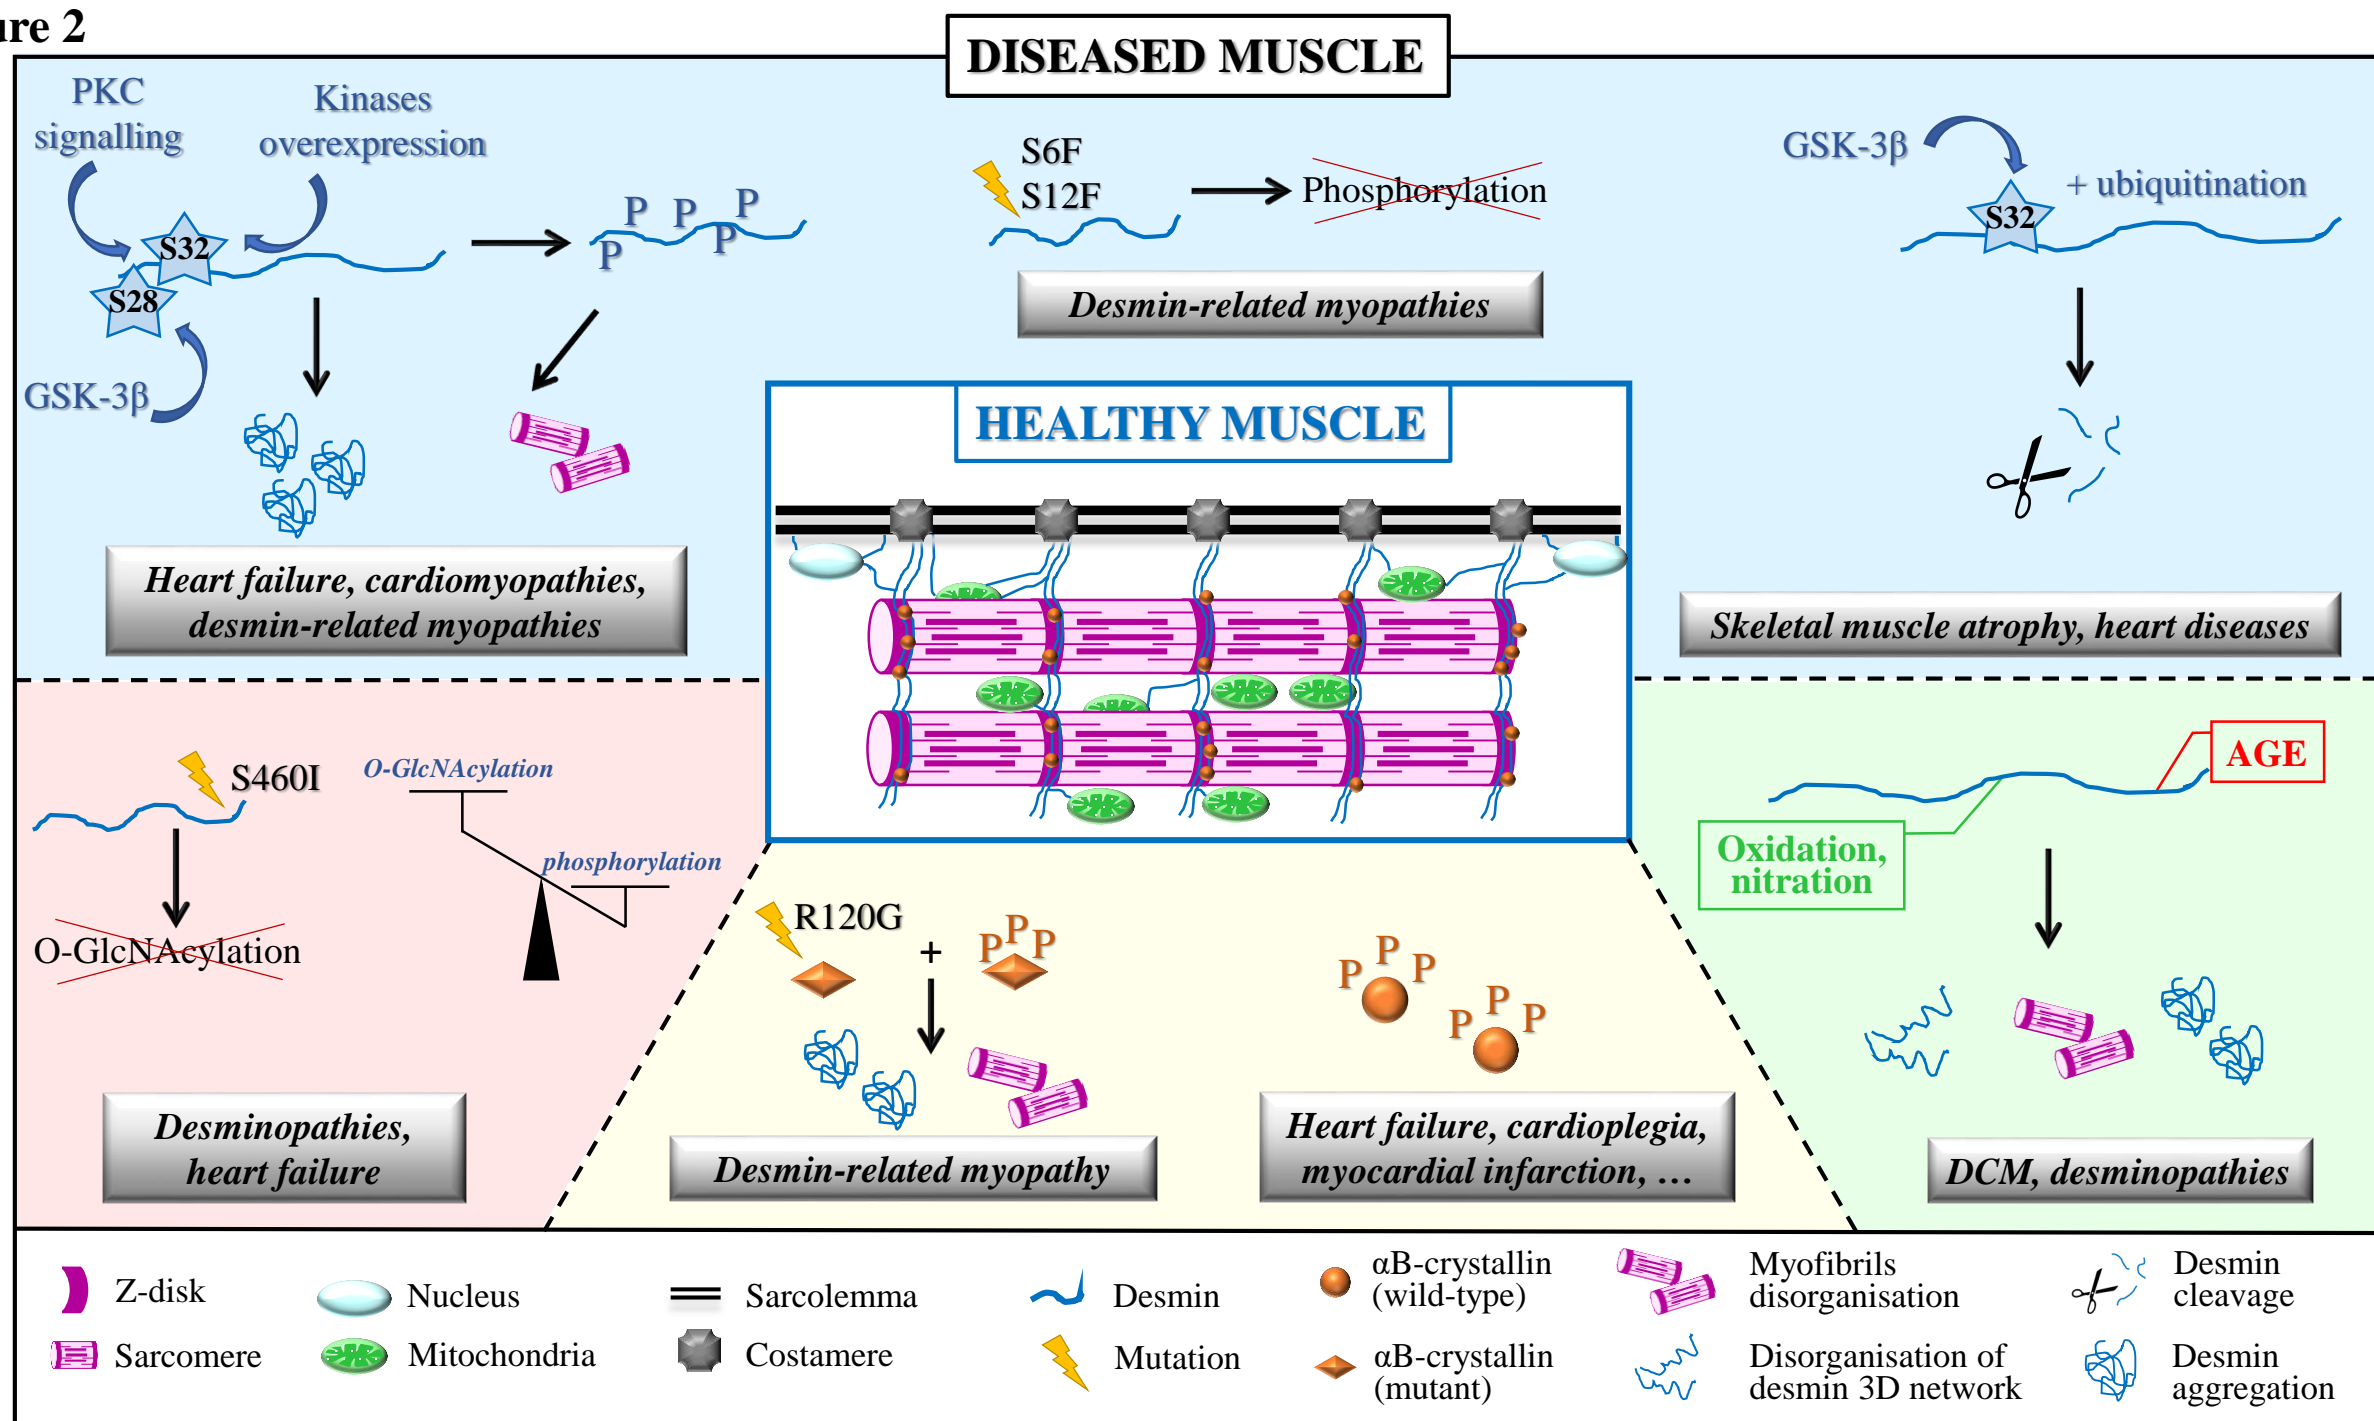 ure 2
DISEASED MUSCLE
PKC
signalling
Kinases
overexpression
S32
S28
GSK-3β
P
P
P
P
P
Heart failure, cardiomyopathies,
desmin-related myopathies
S6F
S12F
Phosphorylation
Desmin-related myopathies
GSK-3β
S32
+ ubiquitination
Skeletal muscle atrophy, heart diseases
HEALTHY MUSCLE
S460I
O-GlcNAcylation
O-GlcNAcylation
phosphorylation
Desminopathies,
heart failure
R120G
+
P
P
P
Desmin-related myopathy
P
P
P
P
P
P
Heart failure, cardioplegia,
myocardial infarction, …
AGE
Oxidation,
nitration
DCM, desminopathies
Z-disk
Nucleus
Sarcolemma
Desmin
αB-crystallin
(wild-type)
Myofibrils
disorganisation
Desmin
cleavage
Sarcomere
Mitochondria
Costamere
Mutation
αB-crystallin
(mutant)
Disorganisation of
desmin 3D network
Desmin
aggregation